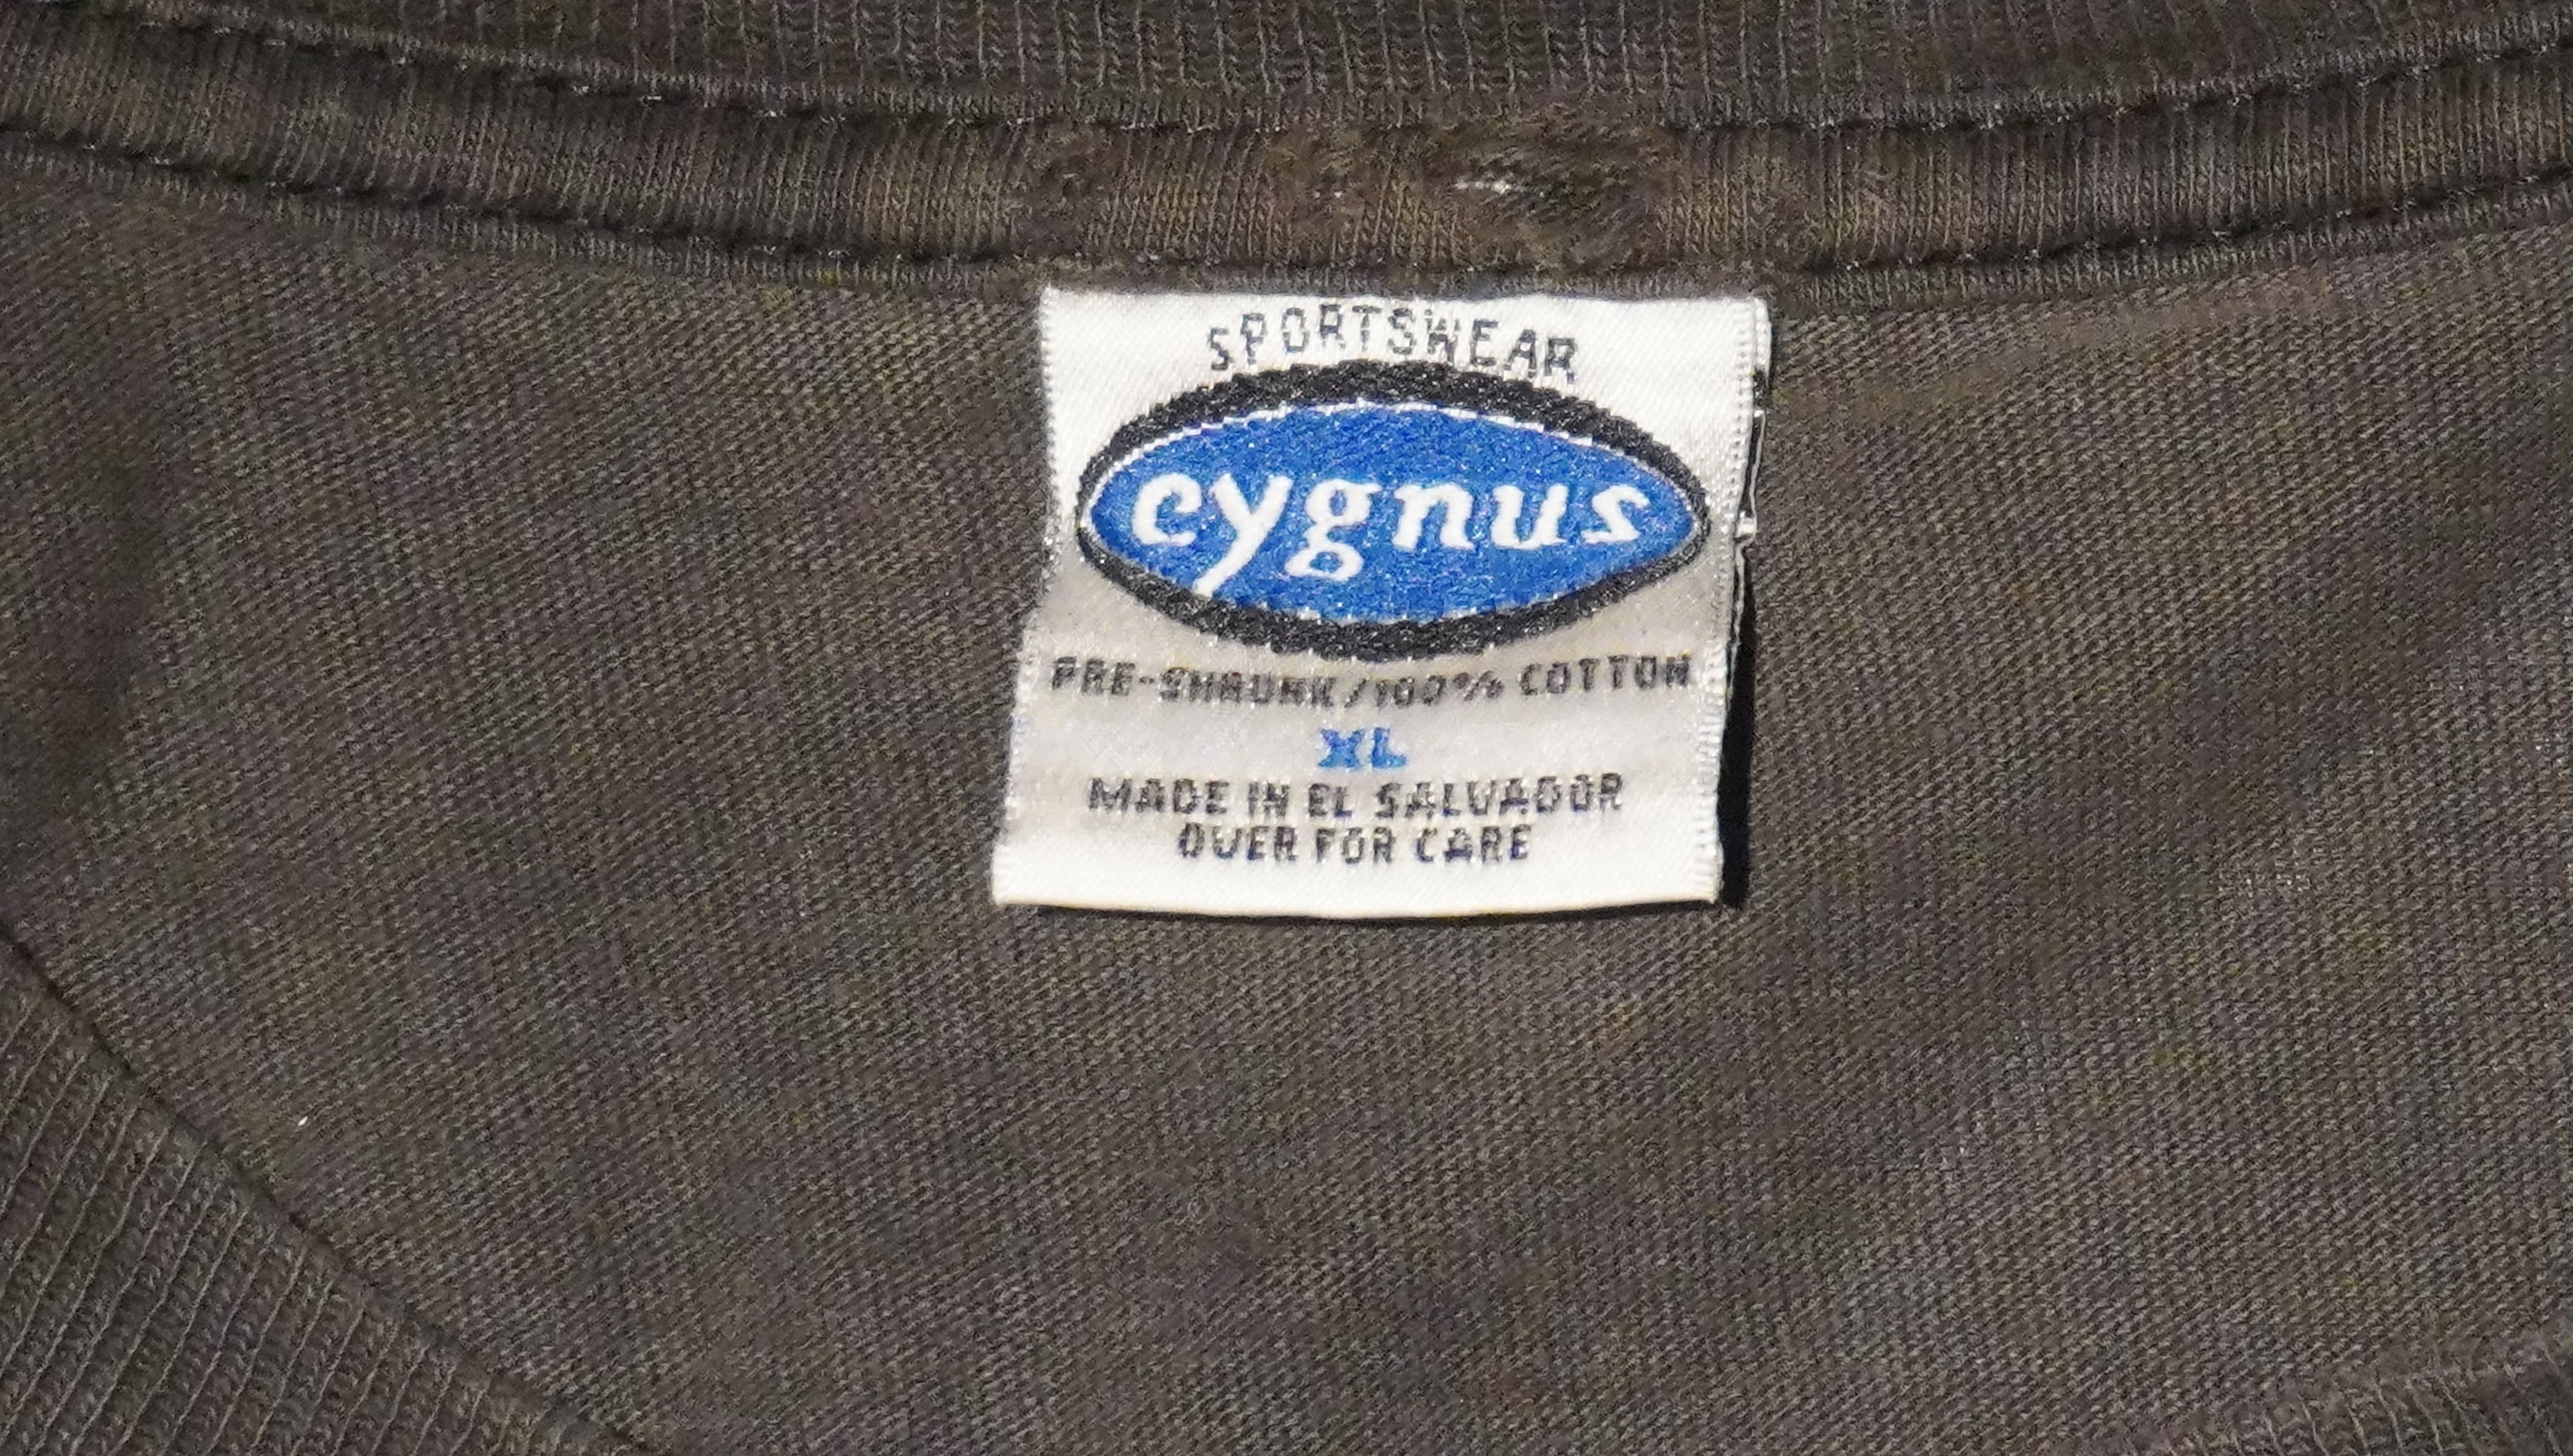 SPORTSWEAR
cygnus
PRE-SHRUNK/100% COTTON
XL
MADE IN EL SALVADOR
OVER FOR CARE